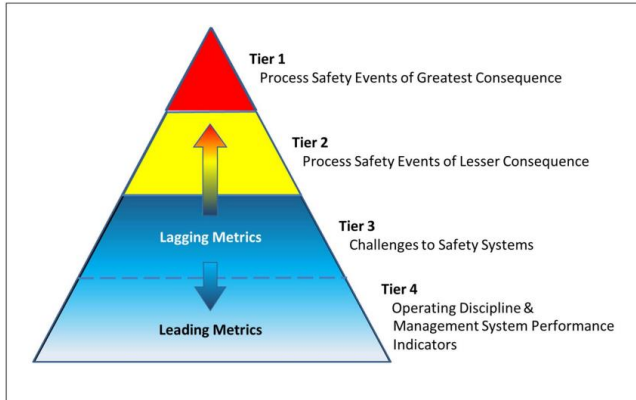 Tier 1
Process Safety Events of Greatest Consequence
Tier 2
Process Safety Events of Lesser Consequence
Lagging Metrics
Tier 3
Challenges to Safety Systems
Tier 4
Operating Discipline &
Management System Performance
Indicators
Leading Metrics